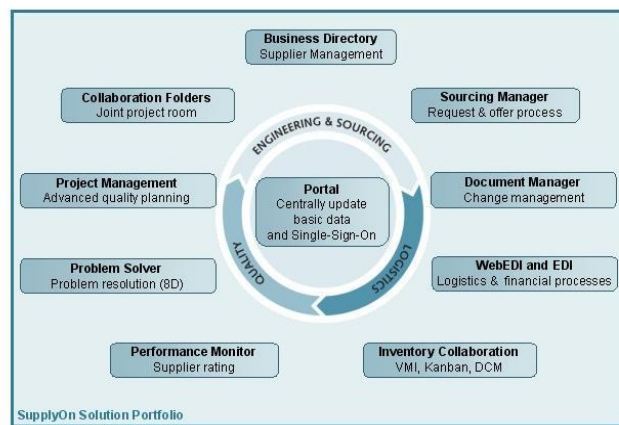 Business Directory
Supplier Management
Collaboration Folders
Joint project room
Sourcing Manager
Request & offer process
ENGINEERING & SOURCING
Project Management
Advanced quality planning
Portal
Centrally update
basic data
and Single-Sign-On
Document Manager
Change management
QUALITY
LOGISTICS
Problem Solver
Problem resolution (8D)
WebEDI and EDI
Logistics & financial processes
Performance Monitor
Supplier rating
Inventory Collaboration
VMI, Kanban, DCM
SupplyOn Solution Portfolio